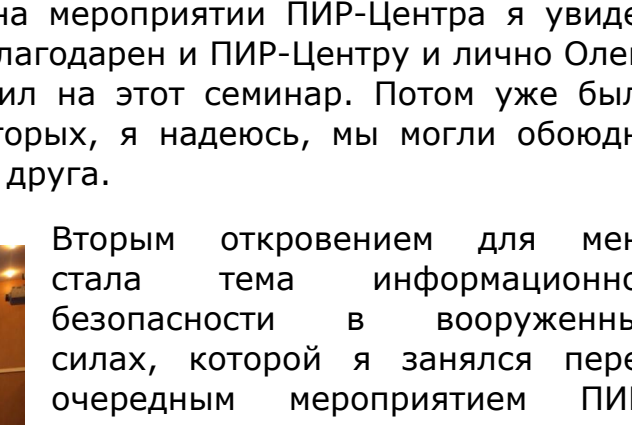 на мероприятии ПИР-Центра я увиде
лагодарен и ПИР-Центру и лично Оле
ил на этот семинар. Потом уже был
торых, я надеюсь, мы могли обоюдн
друга.
Вторым откровением для мен
стала тема информационно
безопасности в вооруженны
силах, которой я занялся пере
очередным мероприятием ПИ